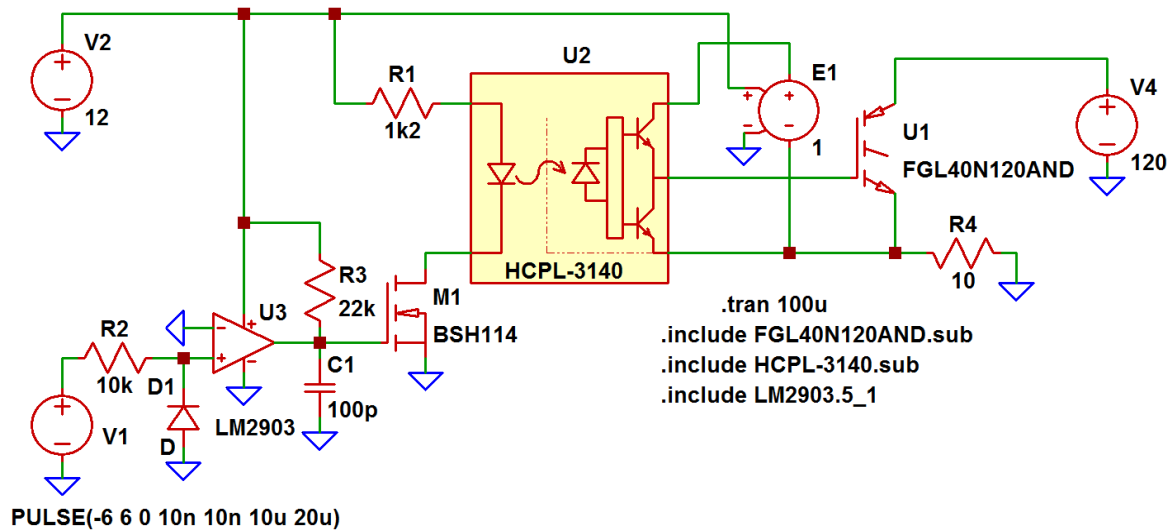 V2
12
R1
1k2
U2
HCPL-3140
E1
1
U1
FGL40N120AND
V4
120
R4
10
R3
22k
M1
BSH114
U3
LM2903
R2
10k
D1
D
V1
C1
100p
.tran 100u
.include FGL40N120AND.sub
.include HCPL-3140.sub
.include LM2903.5_1
PULSE(-6 6 0 10n 10n 10u 20u)